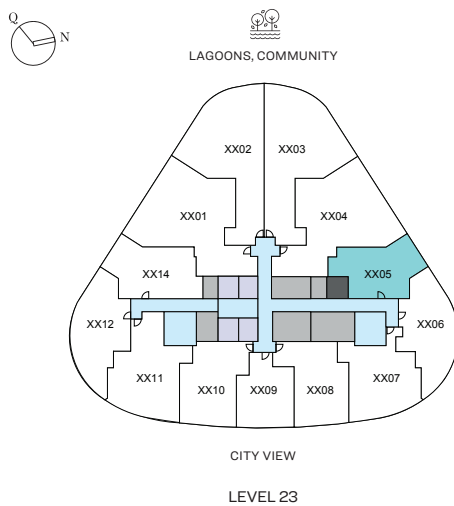 Q
N
LAGOONS, COMMUNITY
XX02
XX03
XX01
XX04
XX14
XX05
XX12
XX06
XX11
XX10
XX09
XX08
XX07
CITY VIEW
LEVEL 23